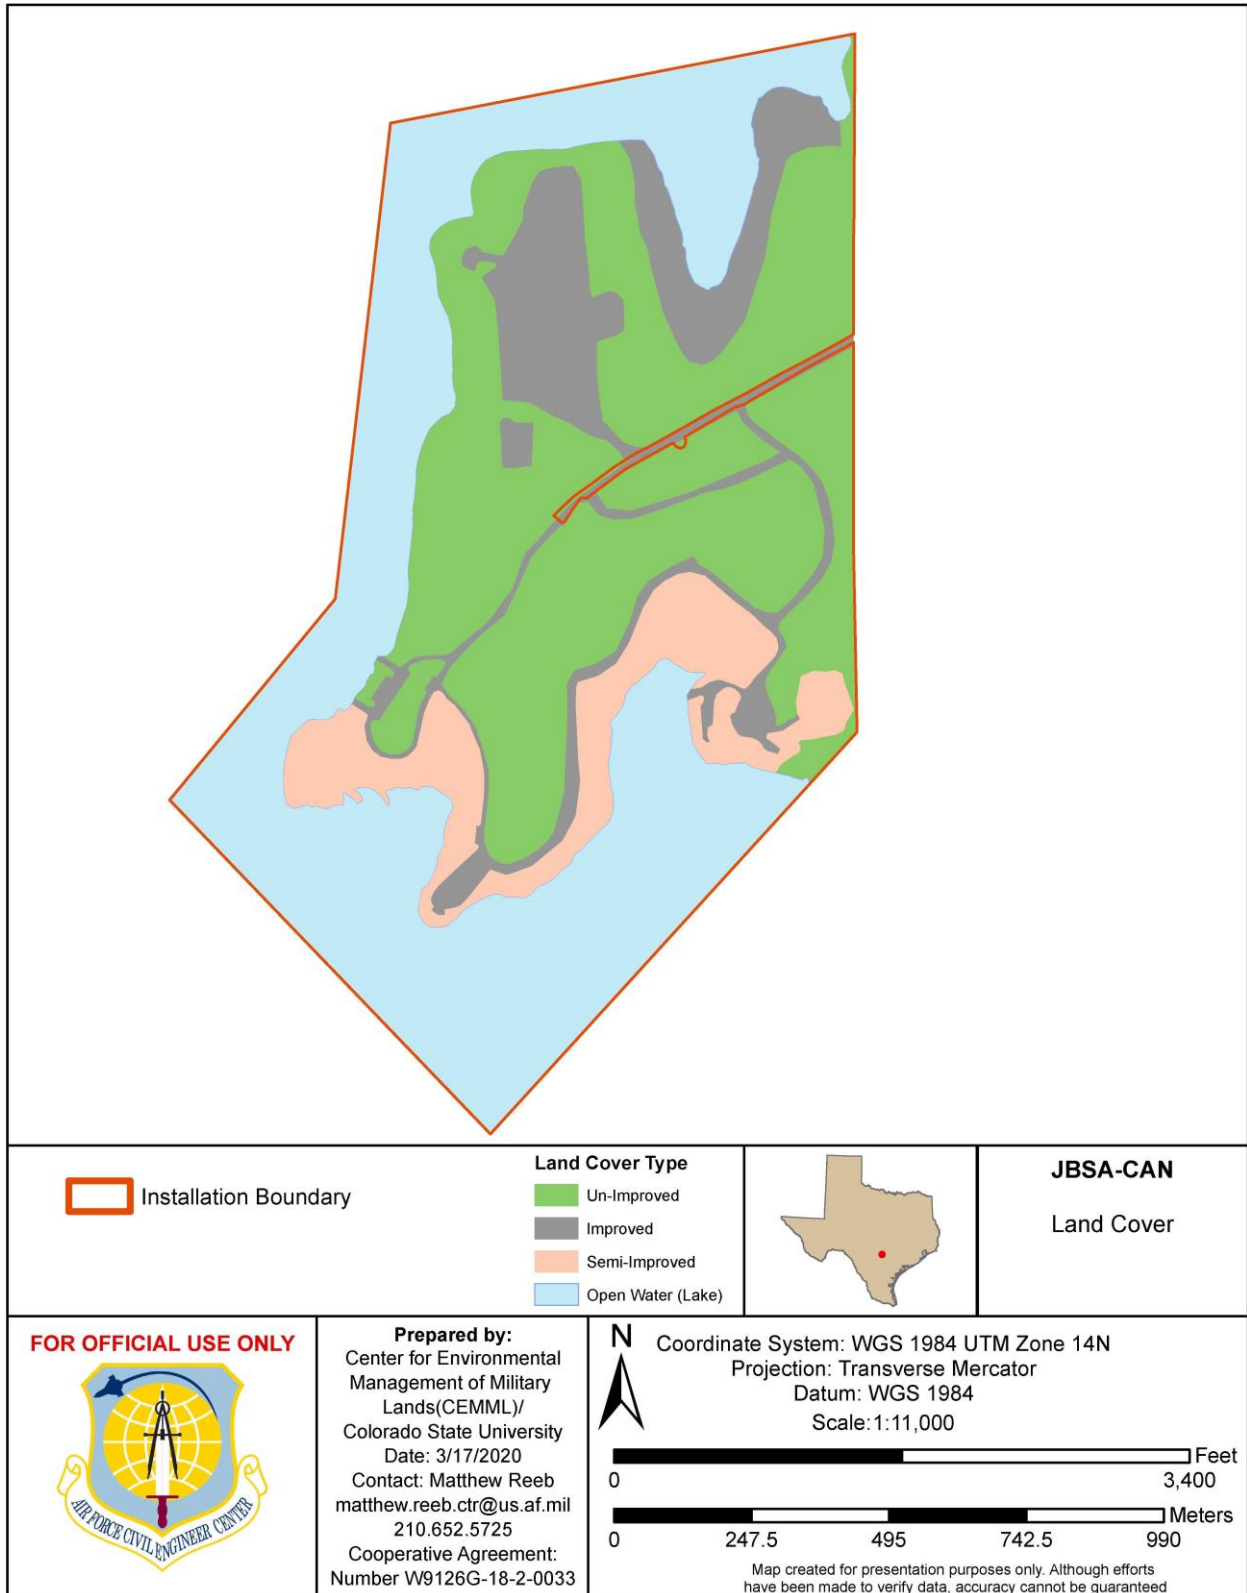 Installation Boundary
Land Cover Type
Un-Improved
Improved
Semi-Improved
Open Water (Lake)
JBSA-CAN
Land Cover
FOR OFFICIAL USE ONLY
AIR FORCE CIVIL ENGINEER CENTER
Prepared by:
Center for Environmental
Management of Military
Lands(CEMML)/
Colorado State University
Date: 3/17/2020
Contact: Matthew Reeb
matthew.reeb.ctr@us.af.mil
210.652.5725
Cooperative Agreement:
Number W9126G-18-2-0033
N
Coordinate System: WGS 1984 UTM Zone 14N
Projection: Transverse Mercator
Datum: WGS 1984
Scale:1:11,000
Feet
0 3,400
Meters
0 247.5 495 742.5 990
Map created for presentation purposes only. Although efforts
have been made to verify data, accuracy cannot be guaranteed